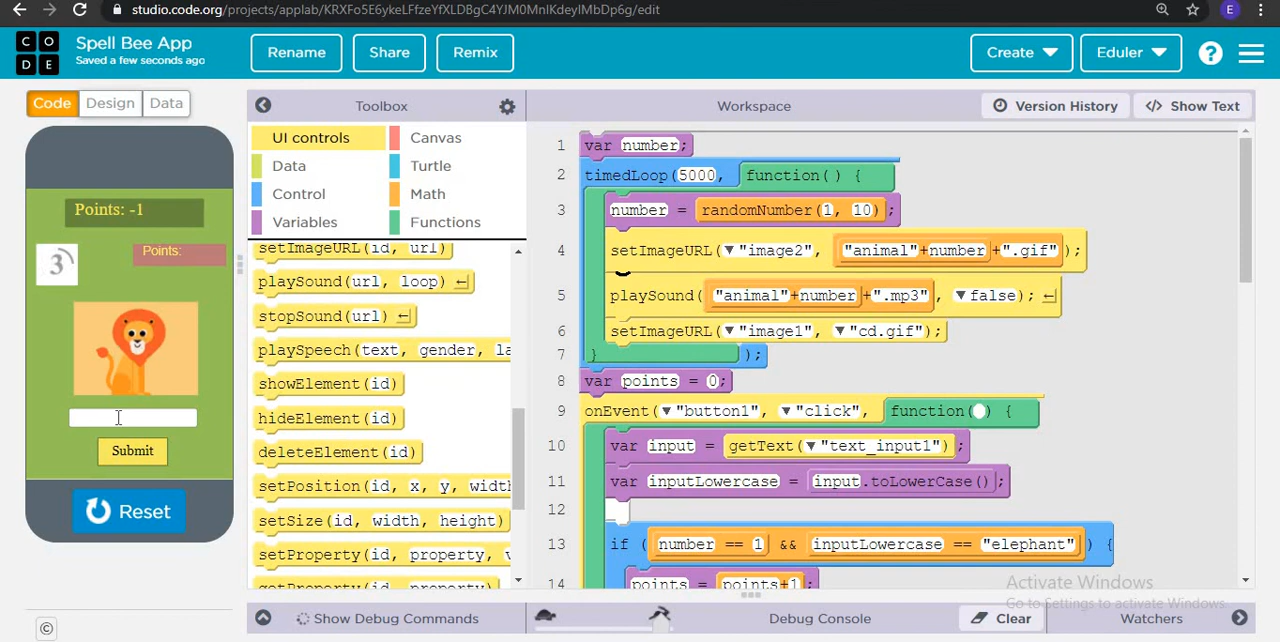 studio.code.org/projects/applab/KRXFo5E6ykeLFfzeYfXLDBgC4YJM0MnIKdeylMbDp6g/edit
E
C O D E
Spell Bee App
Saved a few seconds ago
Rename
Share
Remix
Create
Eduler
?
Code
Design
Data
Toolbox
Workspace
Version History
</> Show Text
Points: -1
3
Points:
Submit
Reset
©
UI controls
Canvas
Data
Turtle
Control
Math
Variables
Functions
setImageURL(id, url)
playSound(url, loop)
stopSound(url)
playSpeech(text, gender, la
showElement(id)
hideElement(id)
deleteElement(id)
setPosition(id, x, y, width
setSize(id, width, height)
setProperty(id, property, v
getProperty(id, property)
1 var number;
2 timedLoop(5000, function( ) {
3 number = randomNumber(1, 10);
4 setImageURL( "image2", "animal"+number+".gif" );
5 playSound( "animal"+number+".mp3" , false);
6 setImageURL( "image1", "cd.gif");
7 } );
8 var points = 0;
9 onEvent( "button1", "click", function( ) {
10 var input = getText( "text_input1") ;
11 var inputLowercase = input.toLowerCase() ;
12
13 if ( number == 1 && inputLowercase == "elephant" ) {
14 points = points+1 ;
Show Debug Commands
Debug Console
Clear
Watchers
Activate Windows
Go to Settings to activate Windows.